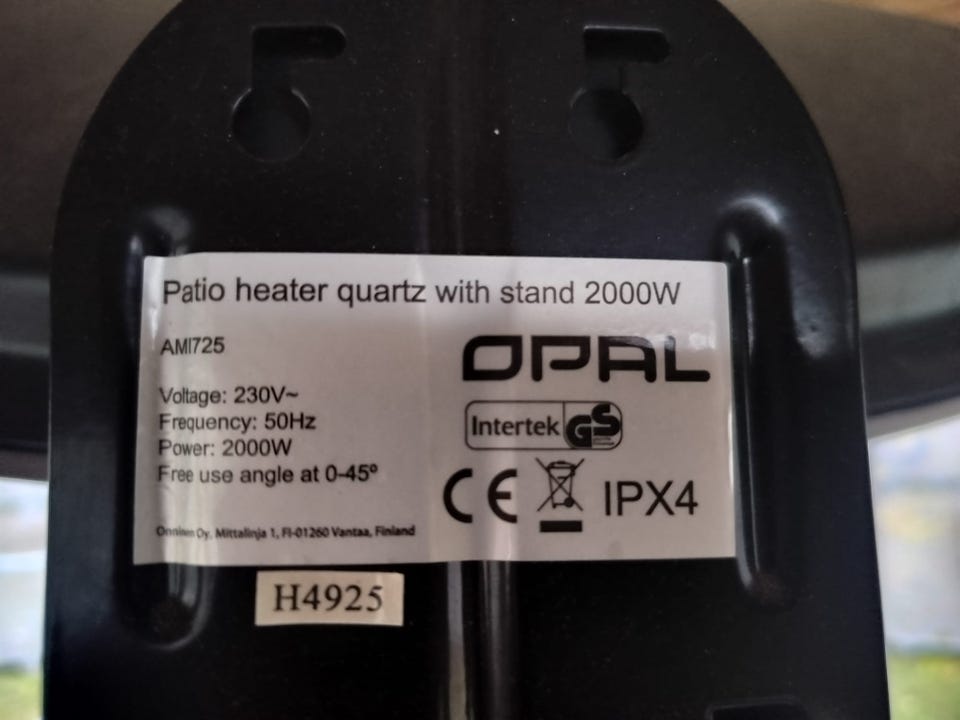 Patio heater quartz with stand 2000W
AMI725
OPAL
Voltage: 230V~
Frequency: 50Hz
Power: 2000W
Free use angle at 0-45º
Intertek GS
CE IPX4
Onninen Oy, Mittalinja 1, FI-01260 Vantaa, Finland
H4925